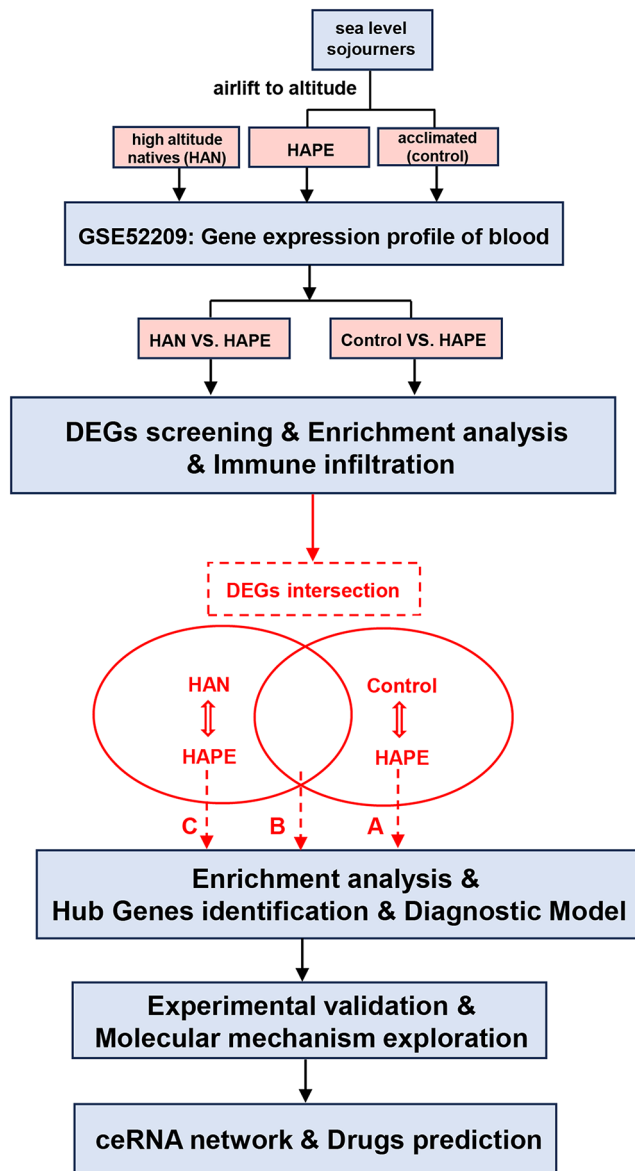 sea level
sojourners
airlift to altitude
high altitude
natives (HAN)
HAPE
acclimated
(control)
GSE52209: Gene expression profile of blood
HAN VS. HAPE
Control VS. HAPE
DEGs screening & Enrichment analysis
& Immune infiltration
DEGs intersection
HAN
HAPE
Control
HAPE
C
B
A
Enrichment analysis &
Hub Genes identification & Diagnostic Model
Experimental validation &
Molecular mechanism exploration
ceRNA network & Drugs prediction